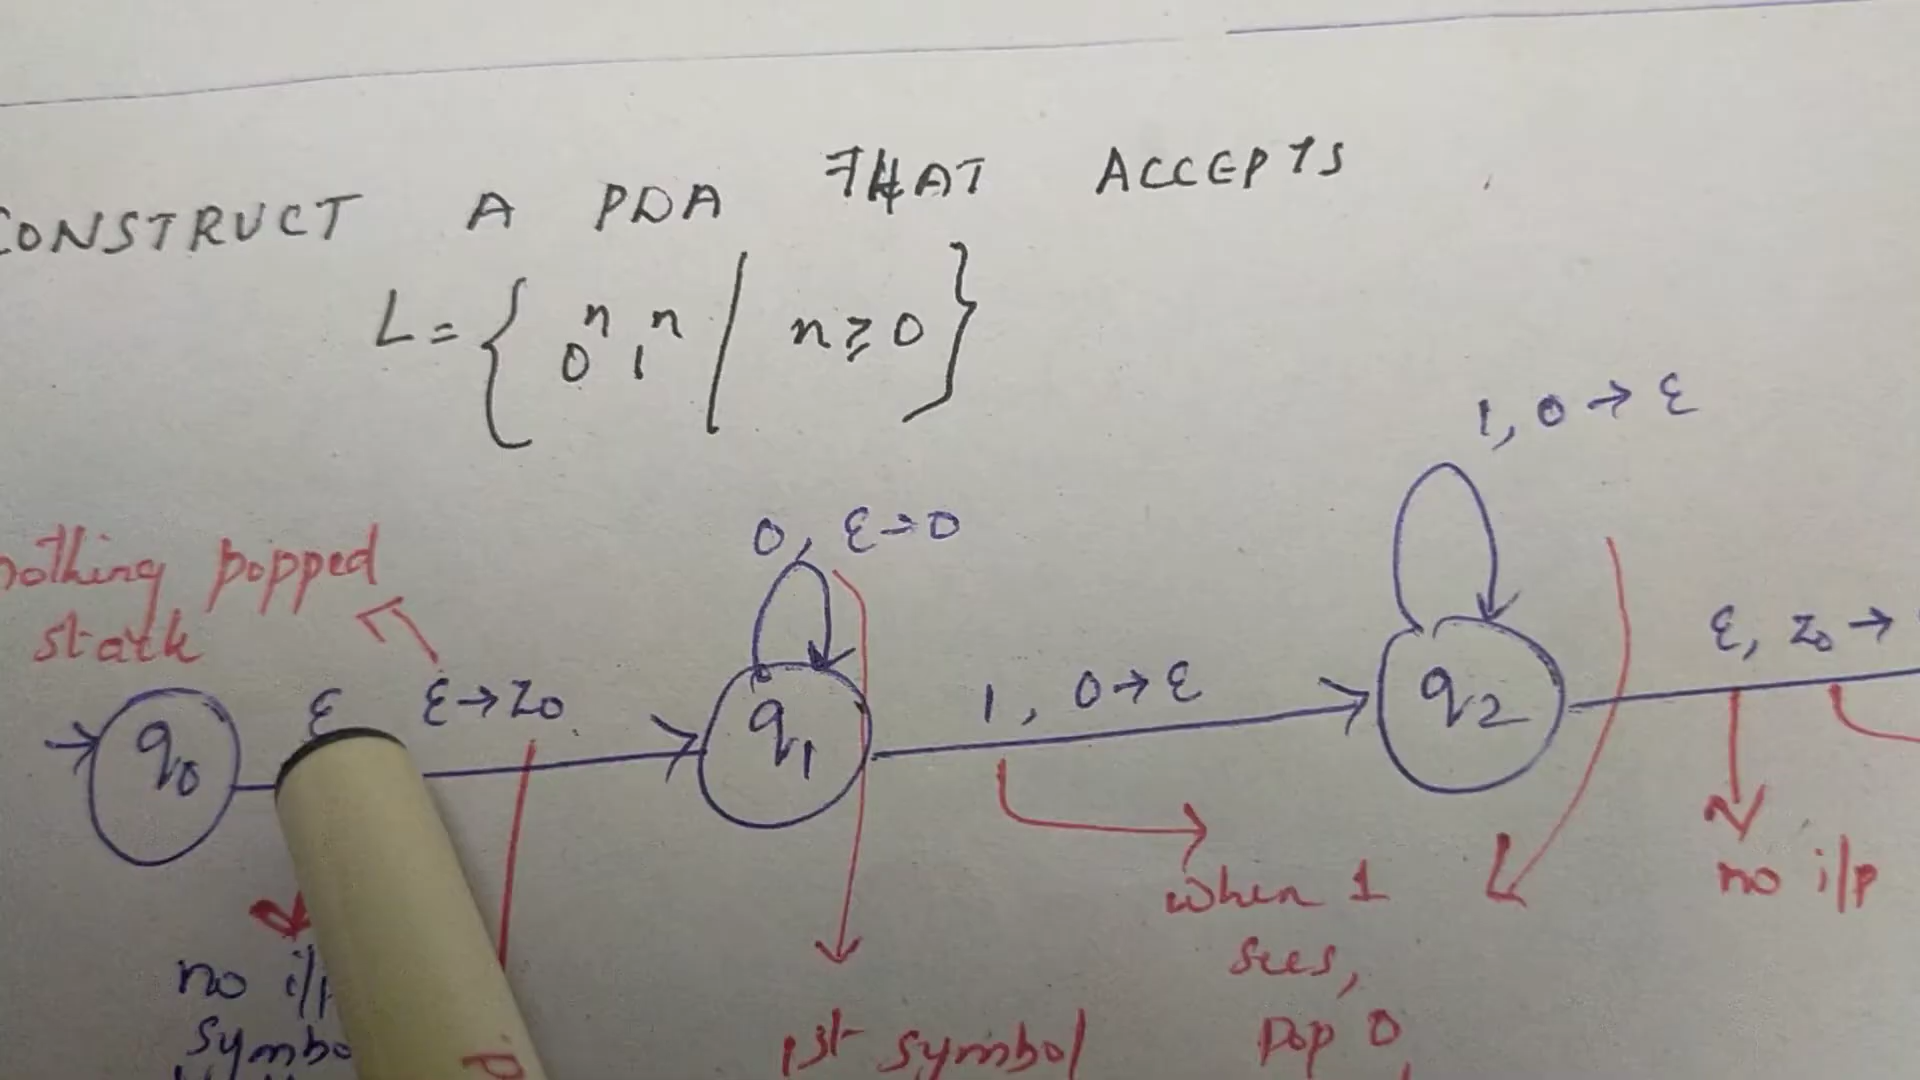 CONSTRUCT A PDA THAT ACCEPTS
L = { 0ⁿ 1ⁿ / n ≥ 0 }
1, 0 → ε
0, ε → 0
nothing popped
stack
ε ε → z₀
1, 0 → ε
ε, z₀ →
q₀
q₁
q₂
no i/p
when 1
sees,
pop 0,
no i/p
symbo
1st symbol